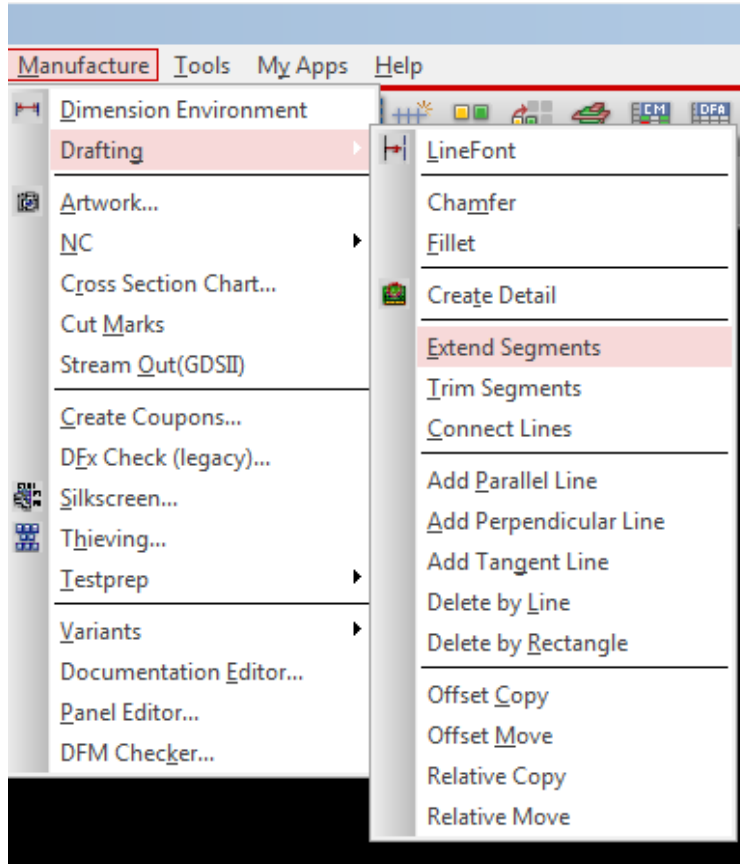 Manufacture Tools My Apps Help
CM DFA
Dimension Environment
Drafting
Artwork...
NC
Cross Section Chart...
Cut Marks
Stream Out(GDSII)
Create Coupons...
DFx Check (legacy)...
Silkscreen...
Thieving...
Testprep
Variants
Documentation Editor...
Panel Editor...
DFM Checker...
LineFont
Chamfer
Fillet
Create Detail
Extend Segments
Trim Segments
Connect Lines
Add Parallel Line
Add Perpendicular Line
Add Tangent Line
Delete by Line
Delete by Rectangle
Offset Copy
Offset Move
Relative Copy
Relative Move